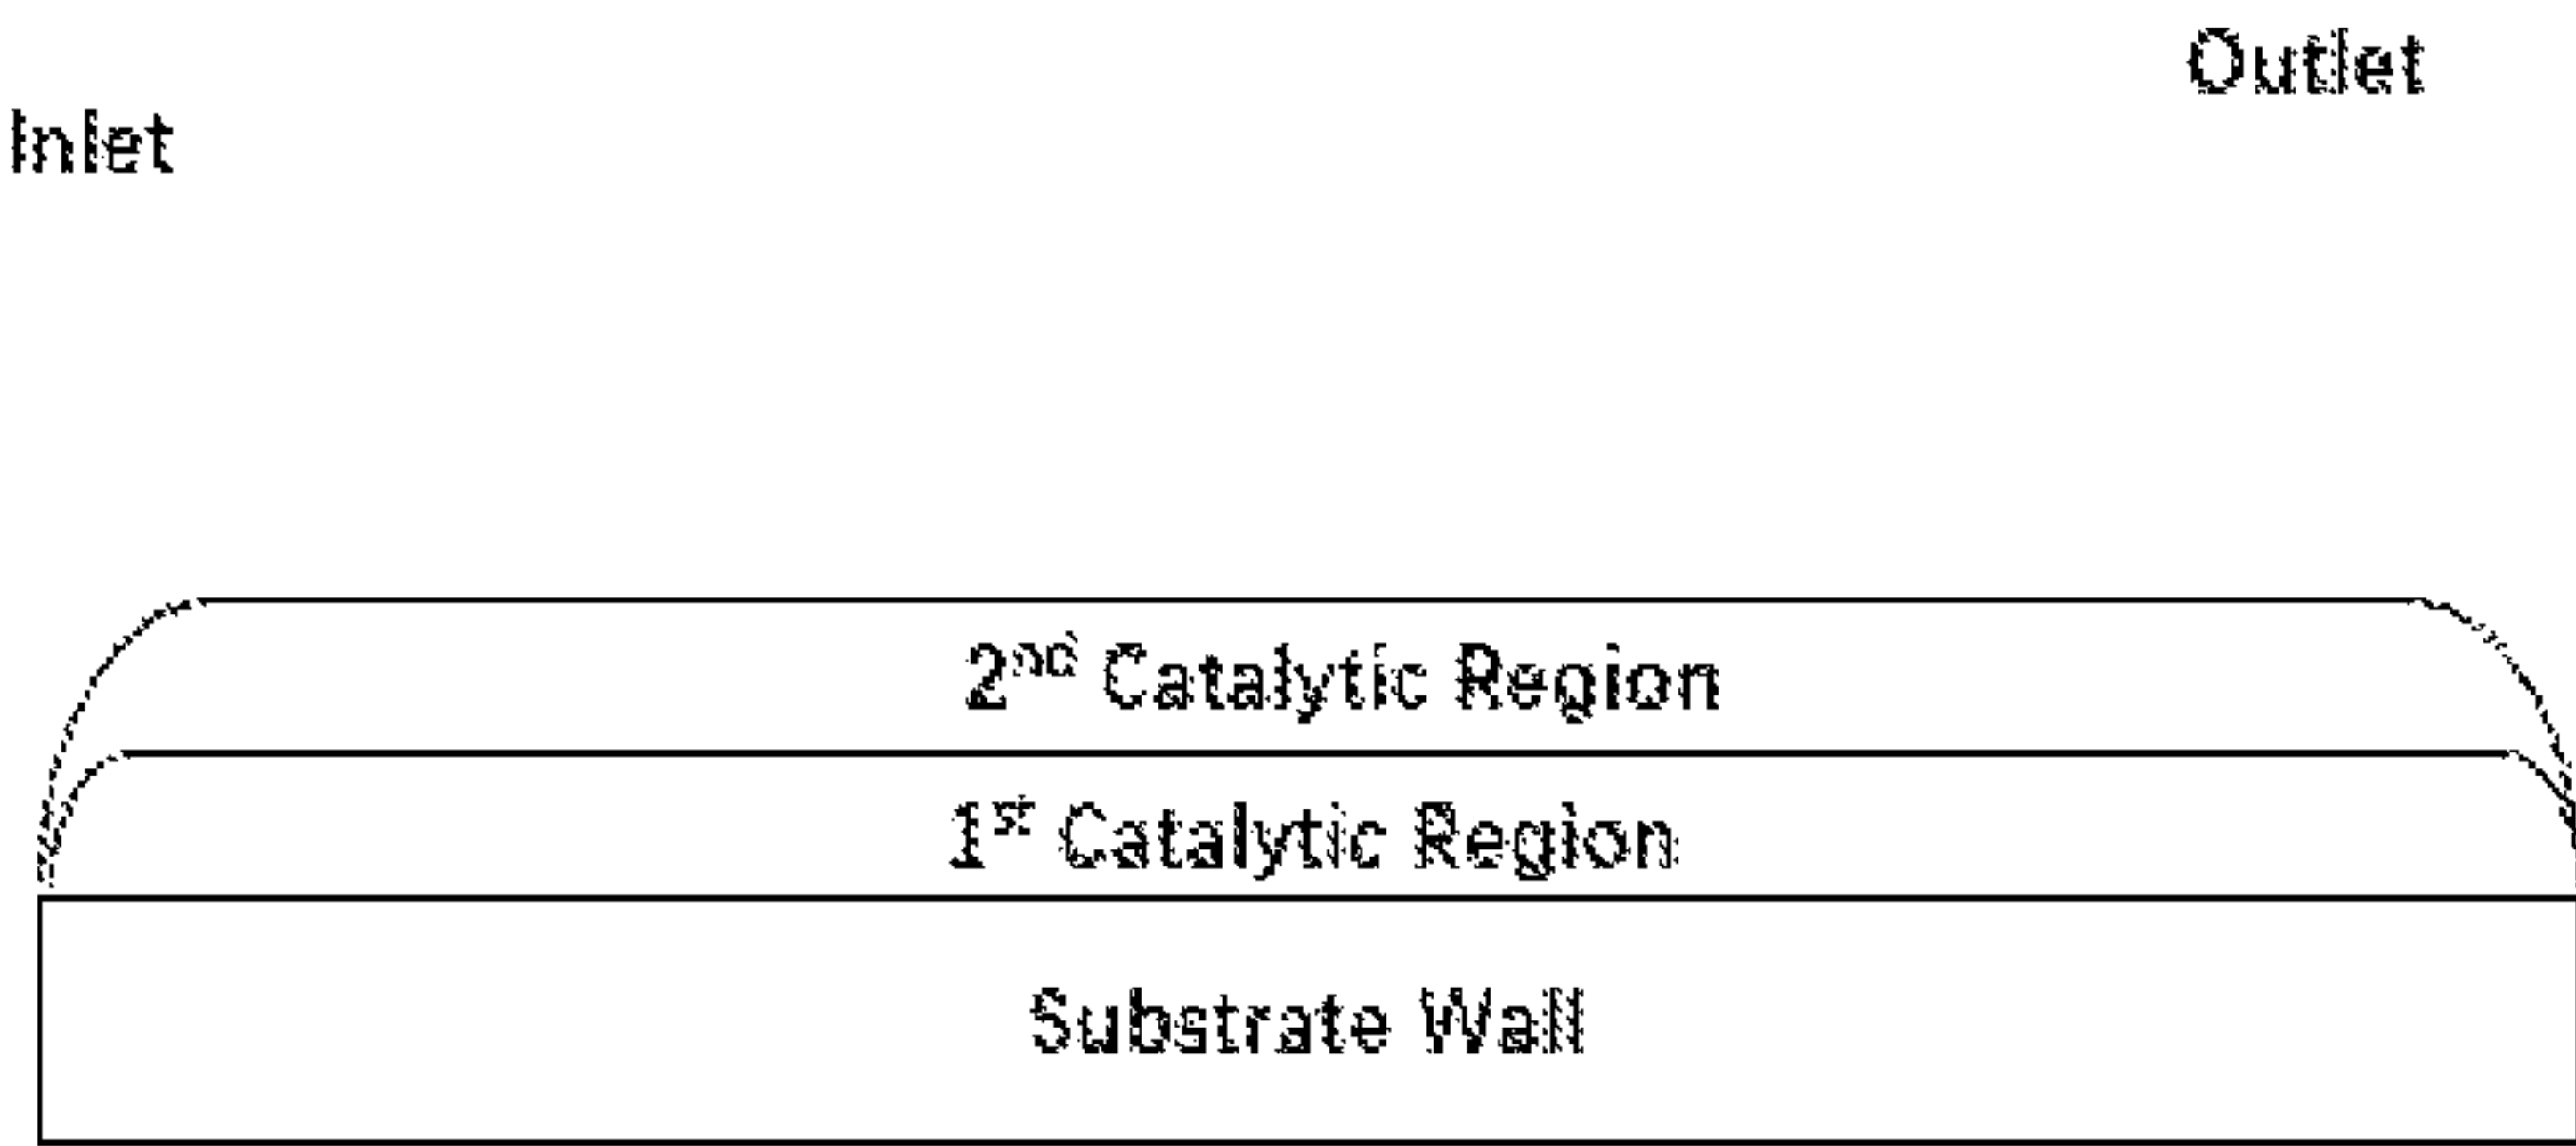 Outlet
Inlet
2nd Catalytic Region
1st Catalytic Region
Substrate Wall